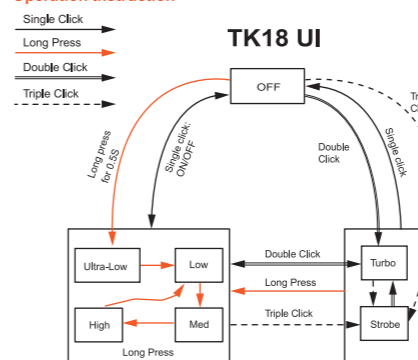 Operation Instruction
Single Click
Long Press
Double Click
Triple Click
TK18 UI
OFF
Long press
for 0.5S
Single click:
ON/OFF
Double
Click
Single click
Ultra-Low
Low
High
Med
Long Press
Double Click
Long Press
Triple Click
Turbo
Strobe